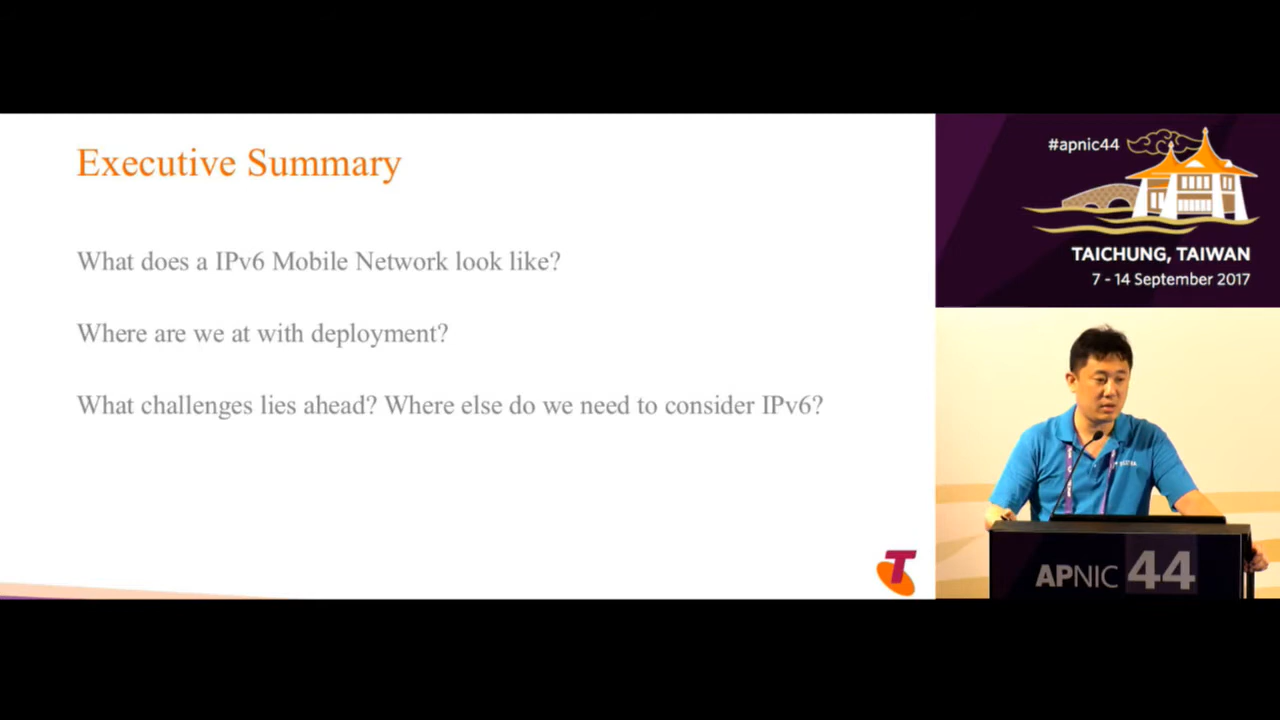 Executive Summary
What does a IPv6 Mobile Network look like?
Where are we at with deployment?
What challenges lies ahead? Where else do we need to consider IPv6?
T
#apnic44
TAICHUNG, TAIWAN
7 - 14 September 2017
APNIC 44